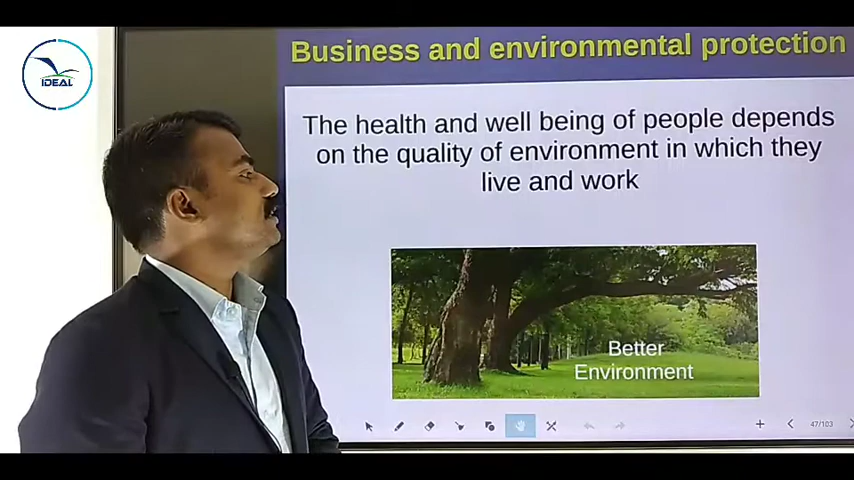 IDEAL
Business and environmental protection
The health and well being of people depends
on the quality of environment in which they
live and work
Better
Environment
47/103